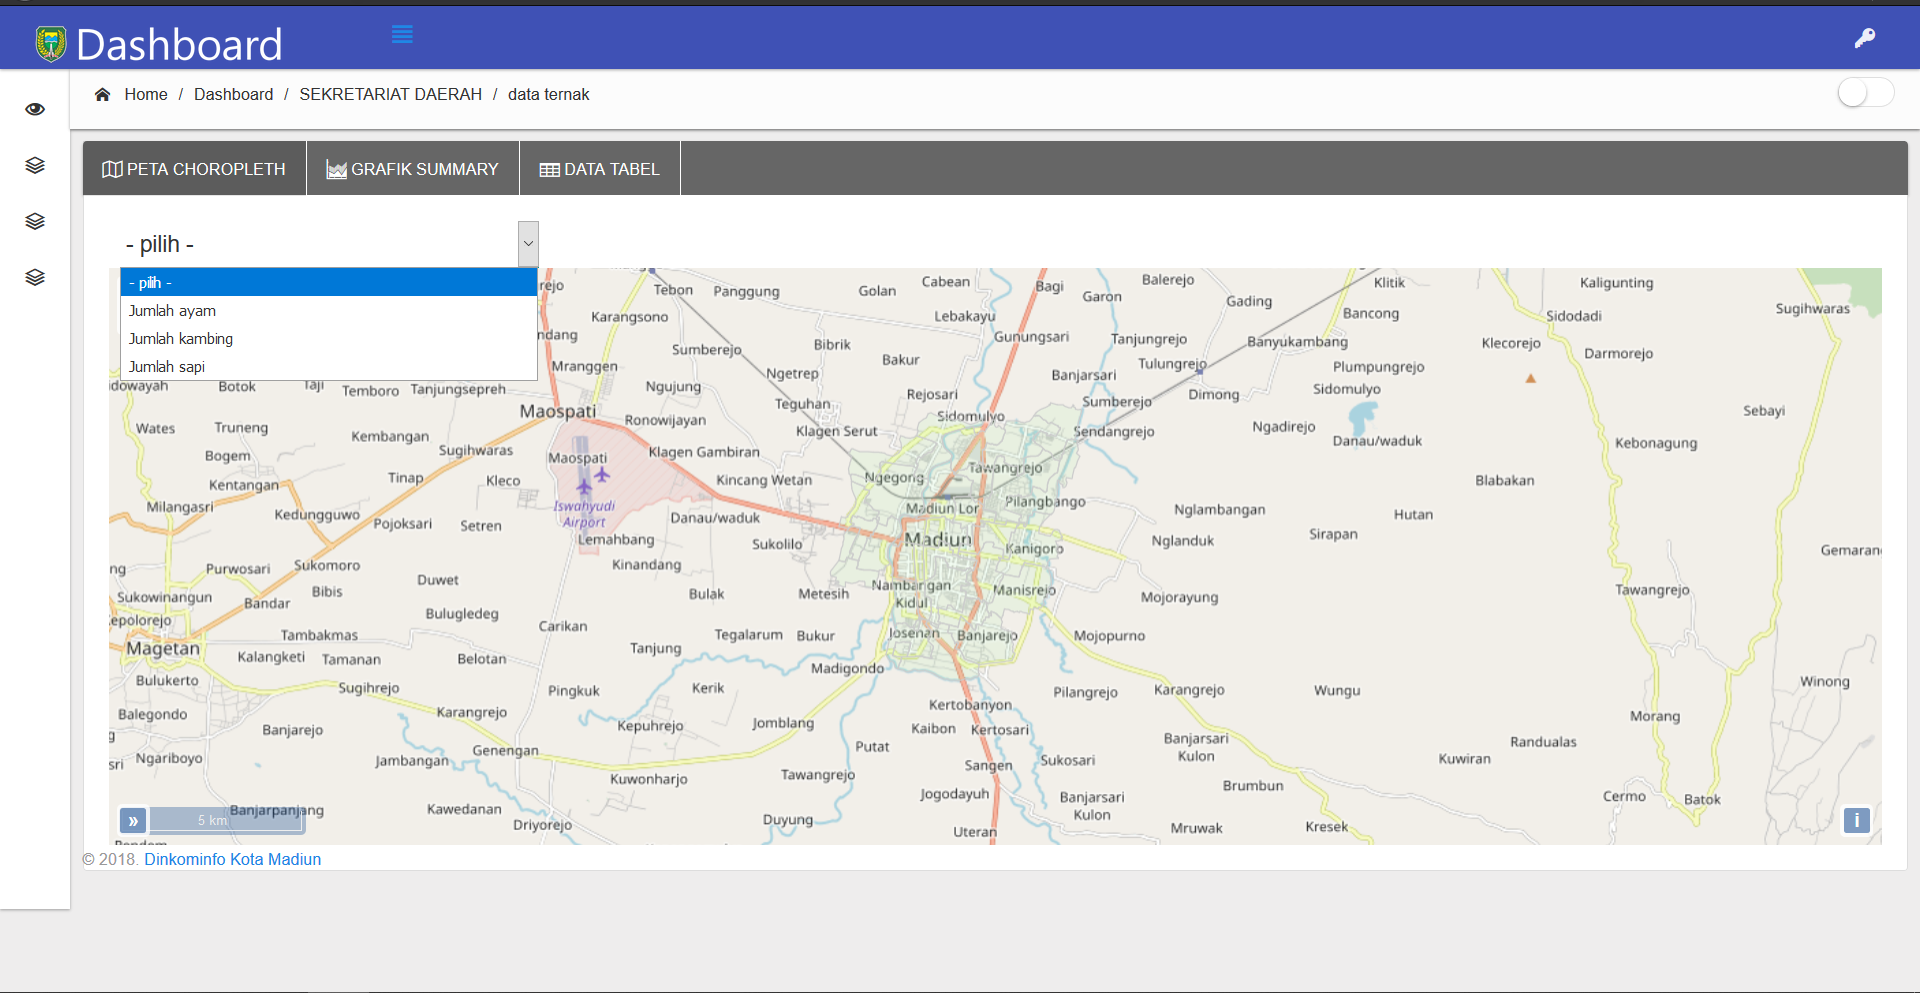 Dashboard
Home / Dashboard / SEKRETARIAT DAERAH / data ternak
PETA CHOROPLETH
GRAFIK SUMMARY
DATA TABEL
- pilih -
- pilih -
Jumlah ayam
Jumlah kambing
Jumlah sapi
rejo
Tebon
Panggung
Golan
Cabean
Bagi
Garon
Balerejo
Gading
Klitik
Kaligunting
Sugihwaras
Karangsono
Lebakayu
Bancong
Sidodadi
ndang
Sumberejo
Bibrik
Gunungsari
Tanjungrejo
Banyukambang
Klecorejo
Darmorejo
Mranggen
Ngetrep
Bakur
Banjarsari
Tulungrejo
Plumpungrejo
idowayah
Botok
Taji
Temboro
Tanjungsepreh
Ngujung
Teguhan
Rejosari
Sumberejo
Dimong
Sidomulyo
Maospati
Ronowijayan
Klagen Serut
Sidomulyo
Sendangrejo
Ngadirejo
Danau/waduk
Sebayi
Kebonagung
Wates
Truneng
Kembangan
Sugihwaras
Maospati
Klagen Gambiran
Bogem
Tinap
Kleco
Kincang Wetan
Ngegong
Tawangrejo
Blabakan
Kentangan
Milangasri
Kedungguwo
Pojoksari
Setren
Iswahyudi
Airport
Danau/waduk
Madiun Lor
Pilangbango
Nglambangan
Hutan
Lemahbang
Sukolilo
Madiun
Kanigoro
Nglanduk
Sirapan
Gemaran
ng
Purwosari
Sukomoro
Duwet
Kinandang
Sukowinangun
Bandar
Bibis
Bulugledeg
Bulak
Metesih
Nambangan
Kidul
Manisrejo
Mojorayung
Tawangrejo
epolorejo
Tambakmas
Carikan
Tegalarum
Bukur
Josenan
Banjarejo
Mojopurno
Magetan
Kalangketi
Tamanan
Belotan
Tanjung
Madigondo
Bulukerto
Sugihrejo
Pingkuk
Kerik
Pilangrejo
Karangrejo
Wungu
Winong
Balegondo
Karangrejo
Kepuhrejo
Jomblang
Kertobanyon
Kaibon
Kertosari
Morang
Banjarejo
Ngariboyo
sri
Jambangan
Genengan
Putat
Banjarsari
Kulon
Randualas
Kuwonharjo
Tawangrejo
Sangen
Sukosari
Kuwiran
Jogodayuh
Banjarsari
Kulon
Brumbun
Cermo
Batok
Banjarpanjang
Kawedanan
Driyorejo
Duyung
Uteran
Mruwak
Kresek
» 5 km
i
© 2018. Dinkominfo Kota Madiun